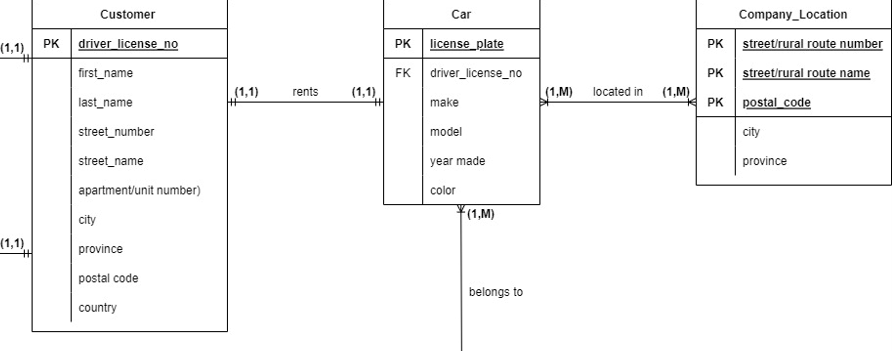 Customer
PK driver_license_no
first_name
last_name
street_number
street_name
apartment/unit number)
city
province
postal code
country
(1,1)
(1,1)
(1,1) rents (1,1)
Car
PK license_plate
FK driver_license_no
make
model
year made
color
(1,M)
belongs to
(1,M) located in (1,M)
Company_Location
PK street/rural route number
PK street/rural route name
PK postal_code
city
province